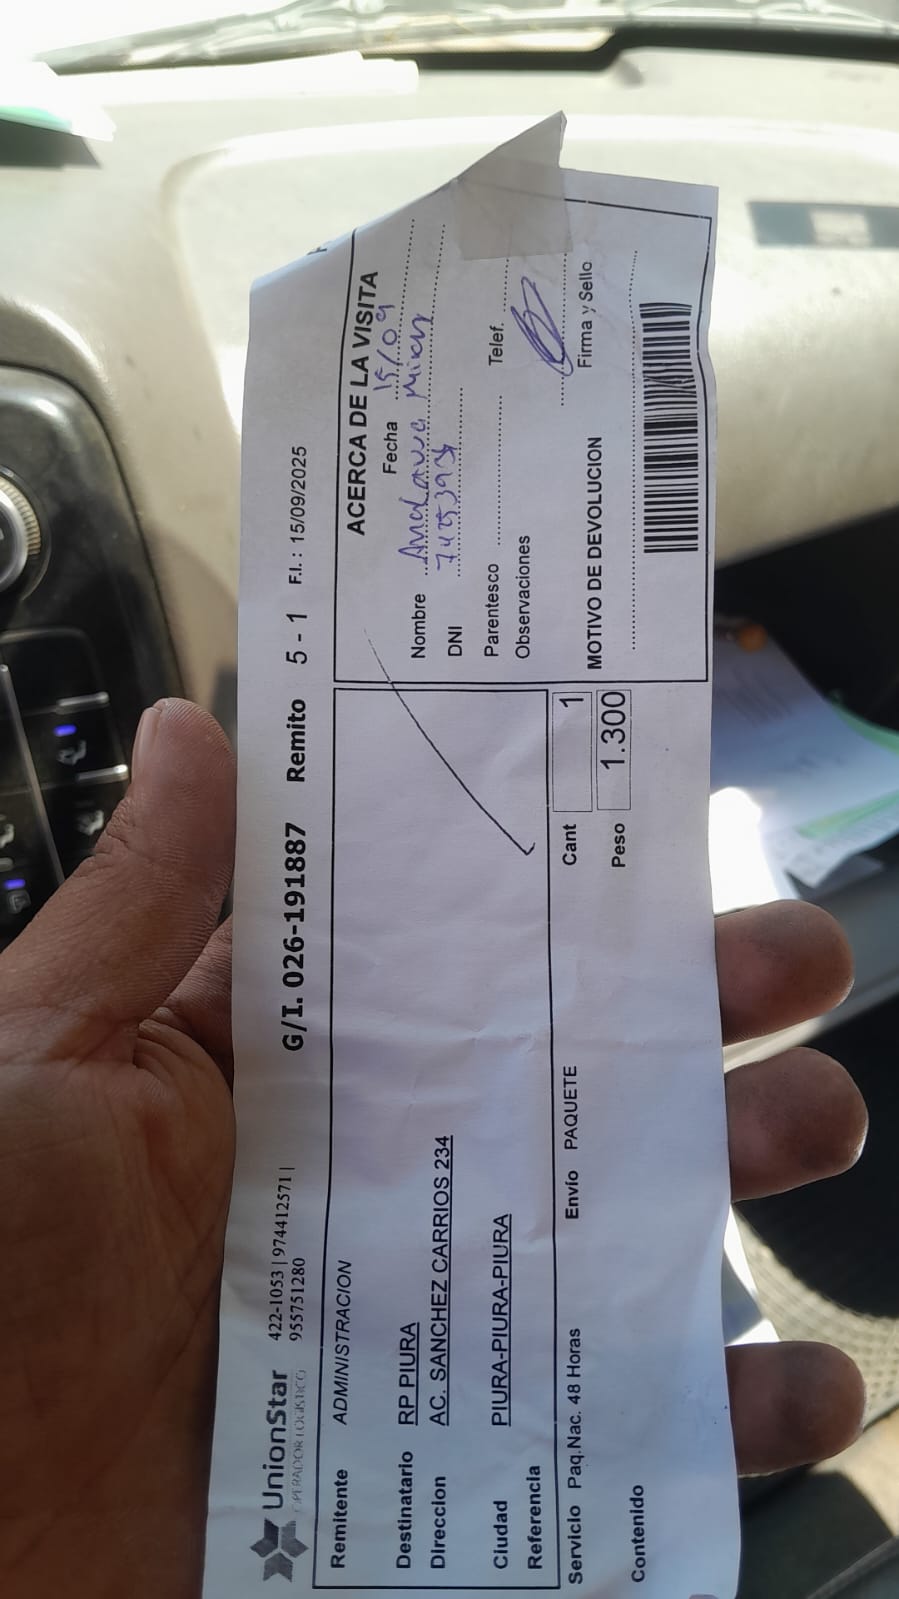 UnionStar
OPERADOR LOGISTICO
422-1053 | 974412571 |
955751280
G/I. 026-191887 Remito 5 - 1 F.I. : 15/09/2025
Remitente ADMINISTRACION
Destinatario RP PIURA
Direccion AC. SANCHEZ CARRIOS 234
Ciudad PIURA-PIURA-PIURA
Referencia
Servicio Paq.Nac. 48 Horas Envío PAQUETE Cant 1
Peso 1.300
Contenido
ACERCA DE LA VISITA
Fecha 15/09
Nombre
DNI
Parentesco Telef.
Observaciones
Firma y Sello
MOTIVO DE DEVOLUCION